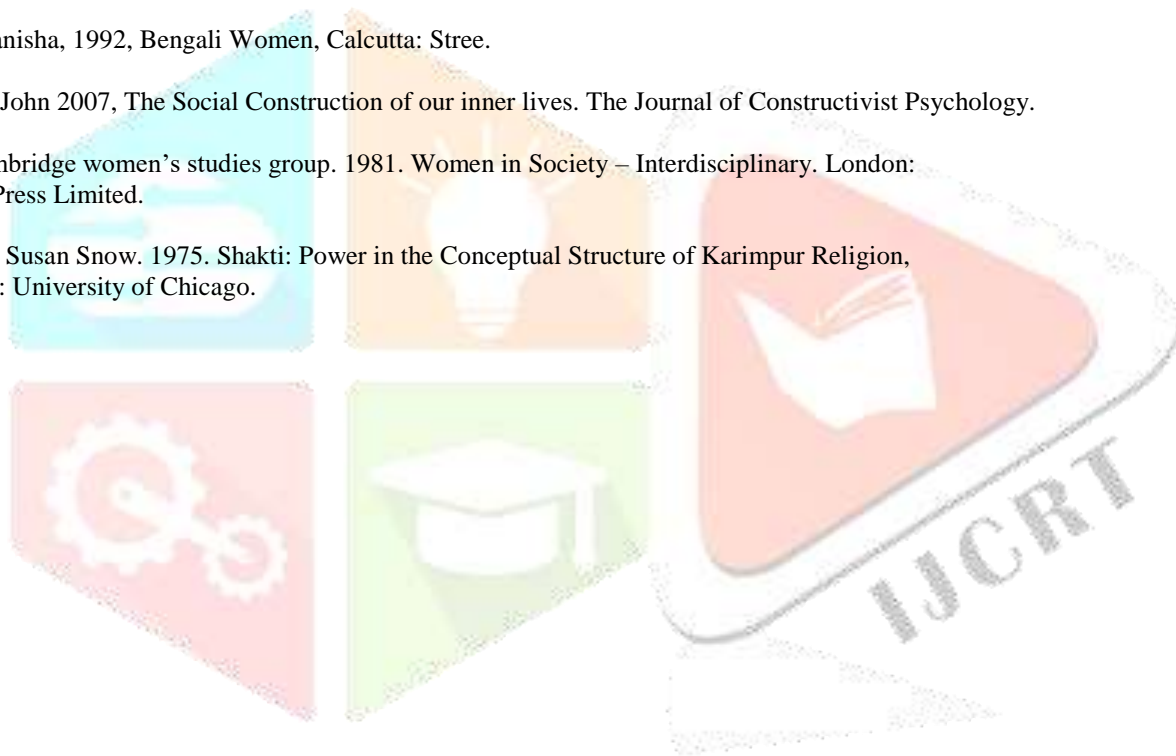 anisha, 1992, Bengali Women, Calcutta: Stree.
John 2007, The Social Construction of our inner lives. The Journal of Constructivist Psychology.
nbridge women's studies group. 1981. Women in Society – Interdisciplinary. London:
Press Limited.
Susan Snow. 1975. Shakti: Power in the Conceptual Structure of Karimpur Religion,
: University of Chicago.
IJCRT